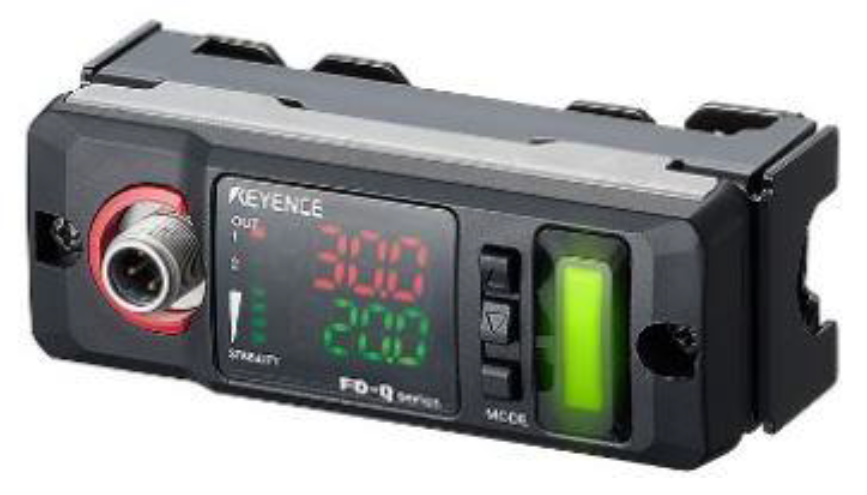 KEYENCE
OUT
1
2
30.0
20.0
STABILITY
FD-Q series
MODE